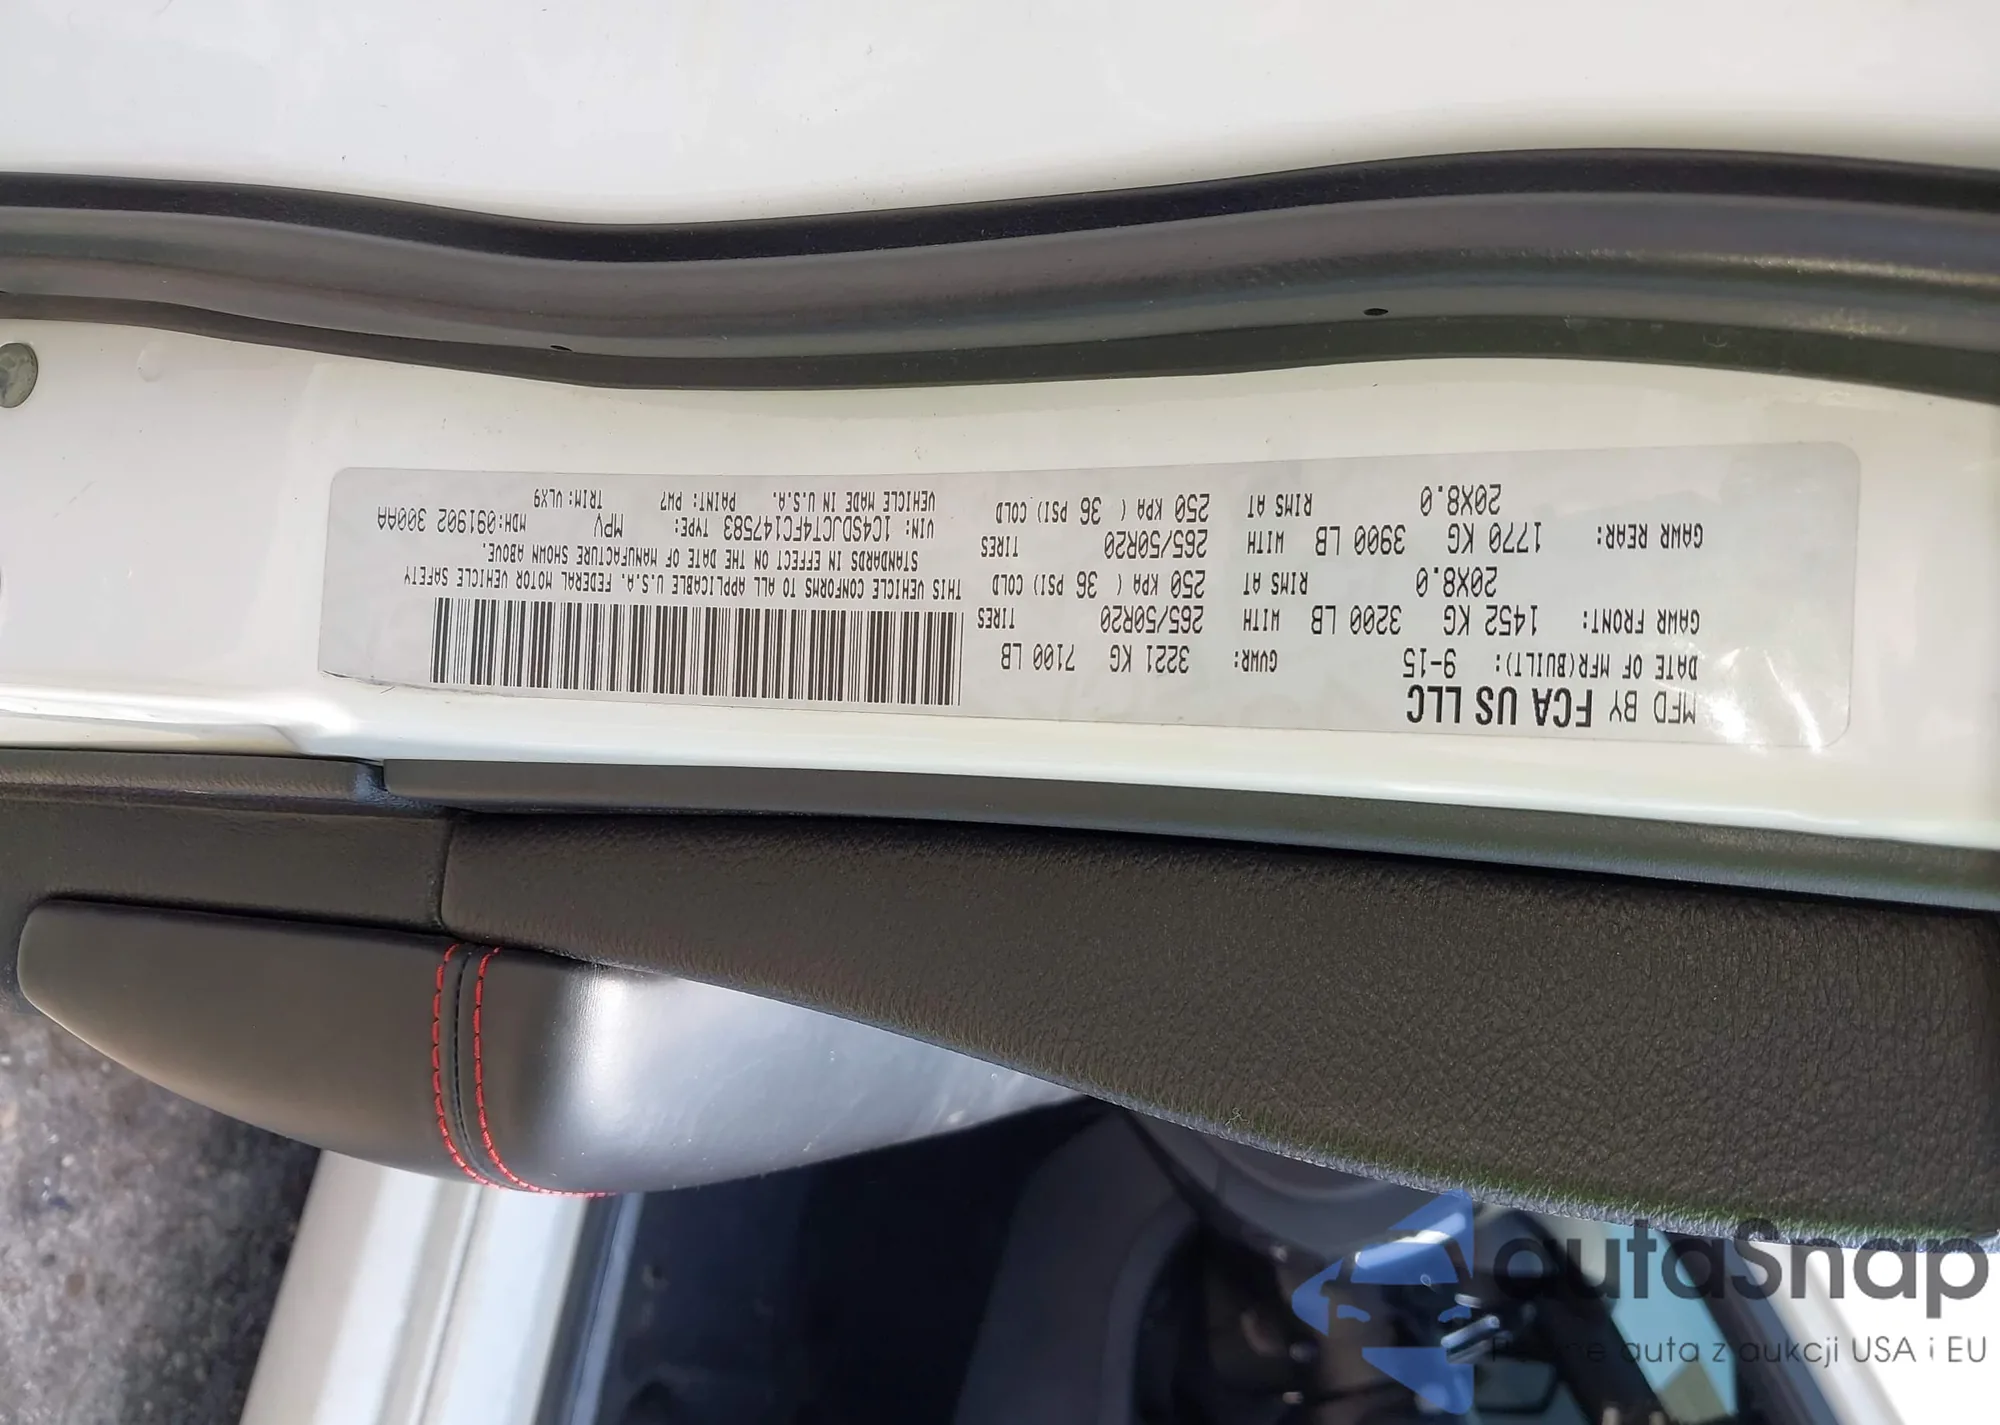 MFD BY FCA US LLC
DATE OF MFR(BUILT): 9-15 GVWR: 3221 KG 7100 LB
GAWR FRONT: 1452 KG 3200 LB WITH 265/50R20 TIRES
20X8.0 RIMS AT 250 KPA ( 36 PSI) COLD
GAWR REAR: 1770 KG 3900 LB WITH 265/50R20 TIRES
20X8.0 RIMS AT 250 KPA ( 36 PSI) COLD
THIS VEHICLE CONFORMS TO ALL APPLICABLE U.S.A. FEDERAL MOTOR VEHICLE SAFETY
STANDARDS IN EFFECT ON THE DATE OF MANUFACTURE SHOWN ABOVE.
VIN: 1C4SDJCT4FC147583 TYPE: MPV MDH:091902 300AA
VEHICLE MADE IN U.S.A. PAINT: PW7 TRIM: VLX9
autaSnap
Pewne auta z aukcji USA i EU